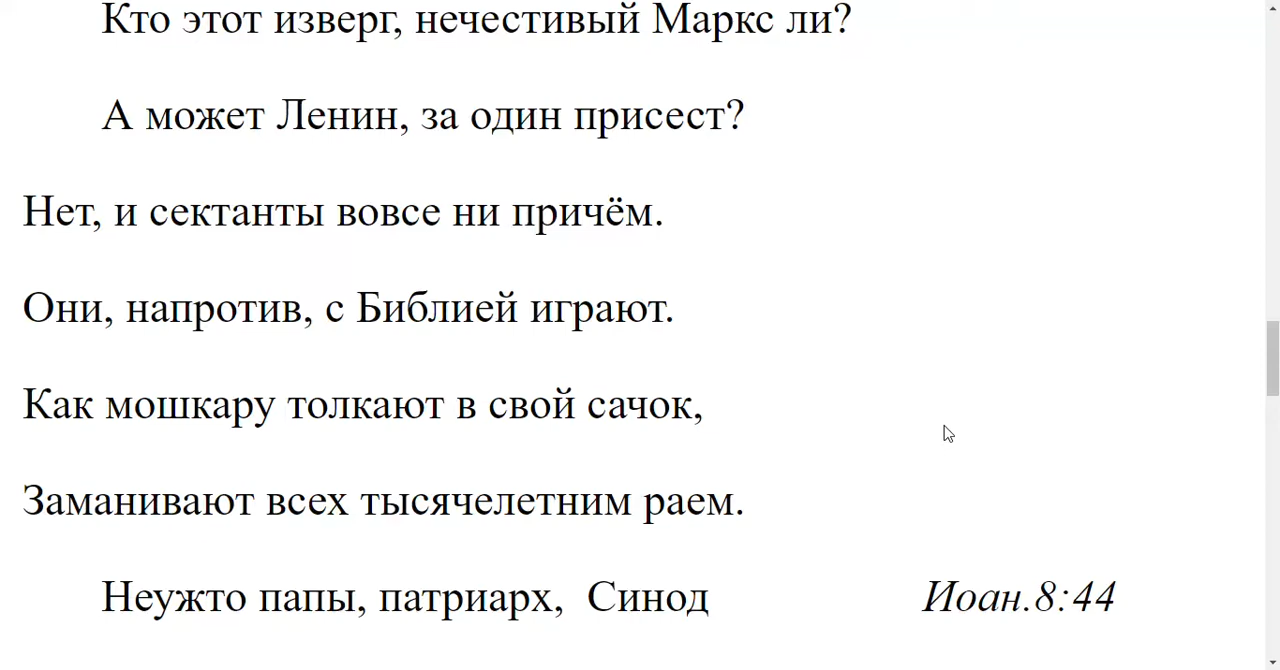 Кто этот изверг, нечестивый Маркс ли?
А может Ленин, за один присест?
Нет, и сектанты вовсе ни причём.
Они, напротив, с Библией играют.
Как мошкару толкают в свой сачок,
Заманивают всех тысячелетним раем.
Неужто папы, патриарх, Синод Иоан.8:44